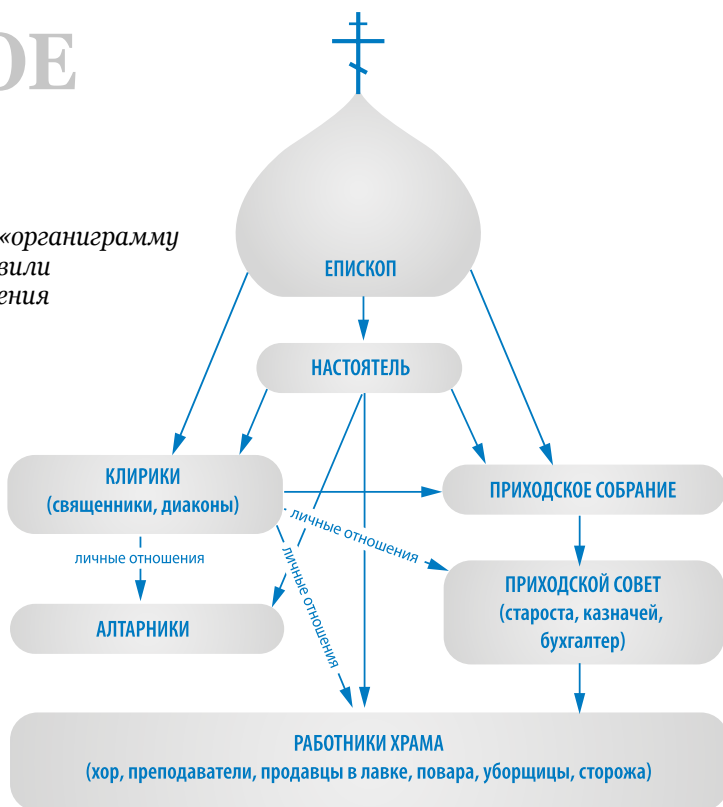 ОЕ
«органиграмму
вили
ения
ЕПИСКОП
НАСТОЯТЕЛЬ
КЛИРИКИ
(священники, диаконы)
ПРИХОДСКОЕ СОБРАНИЕ
личные отношения
личные отношения
личные отношения
ПРИХОДСКОЙ СОВЕТ
(староста, казначей,
бухгалтер)
АЛТАРНИКИ
РАБОТНИКИ ХРАМА
(хор, преподаватели, продавцы в лавке, повара, уборщицы, сторожа)